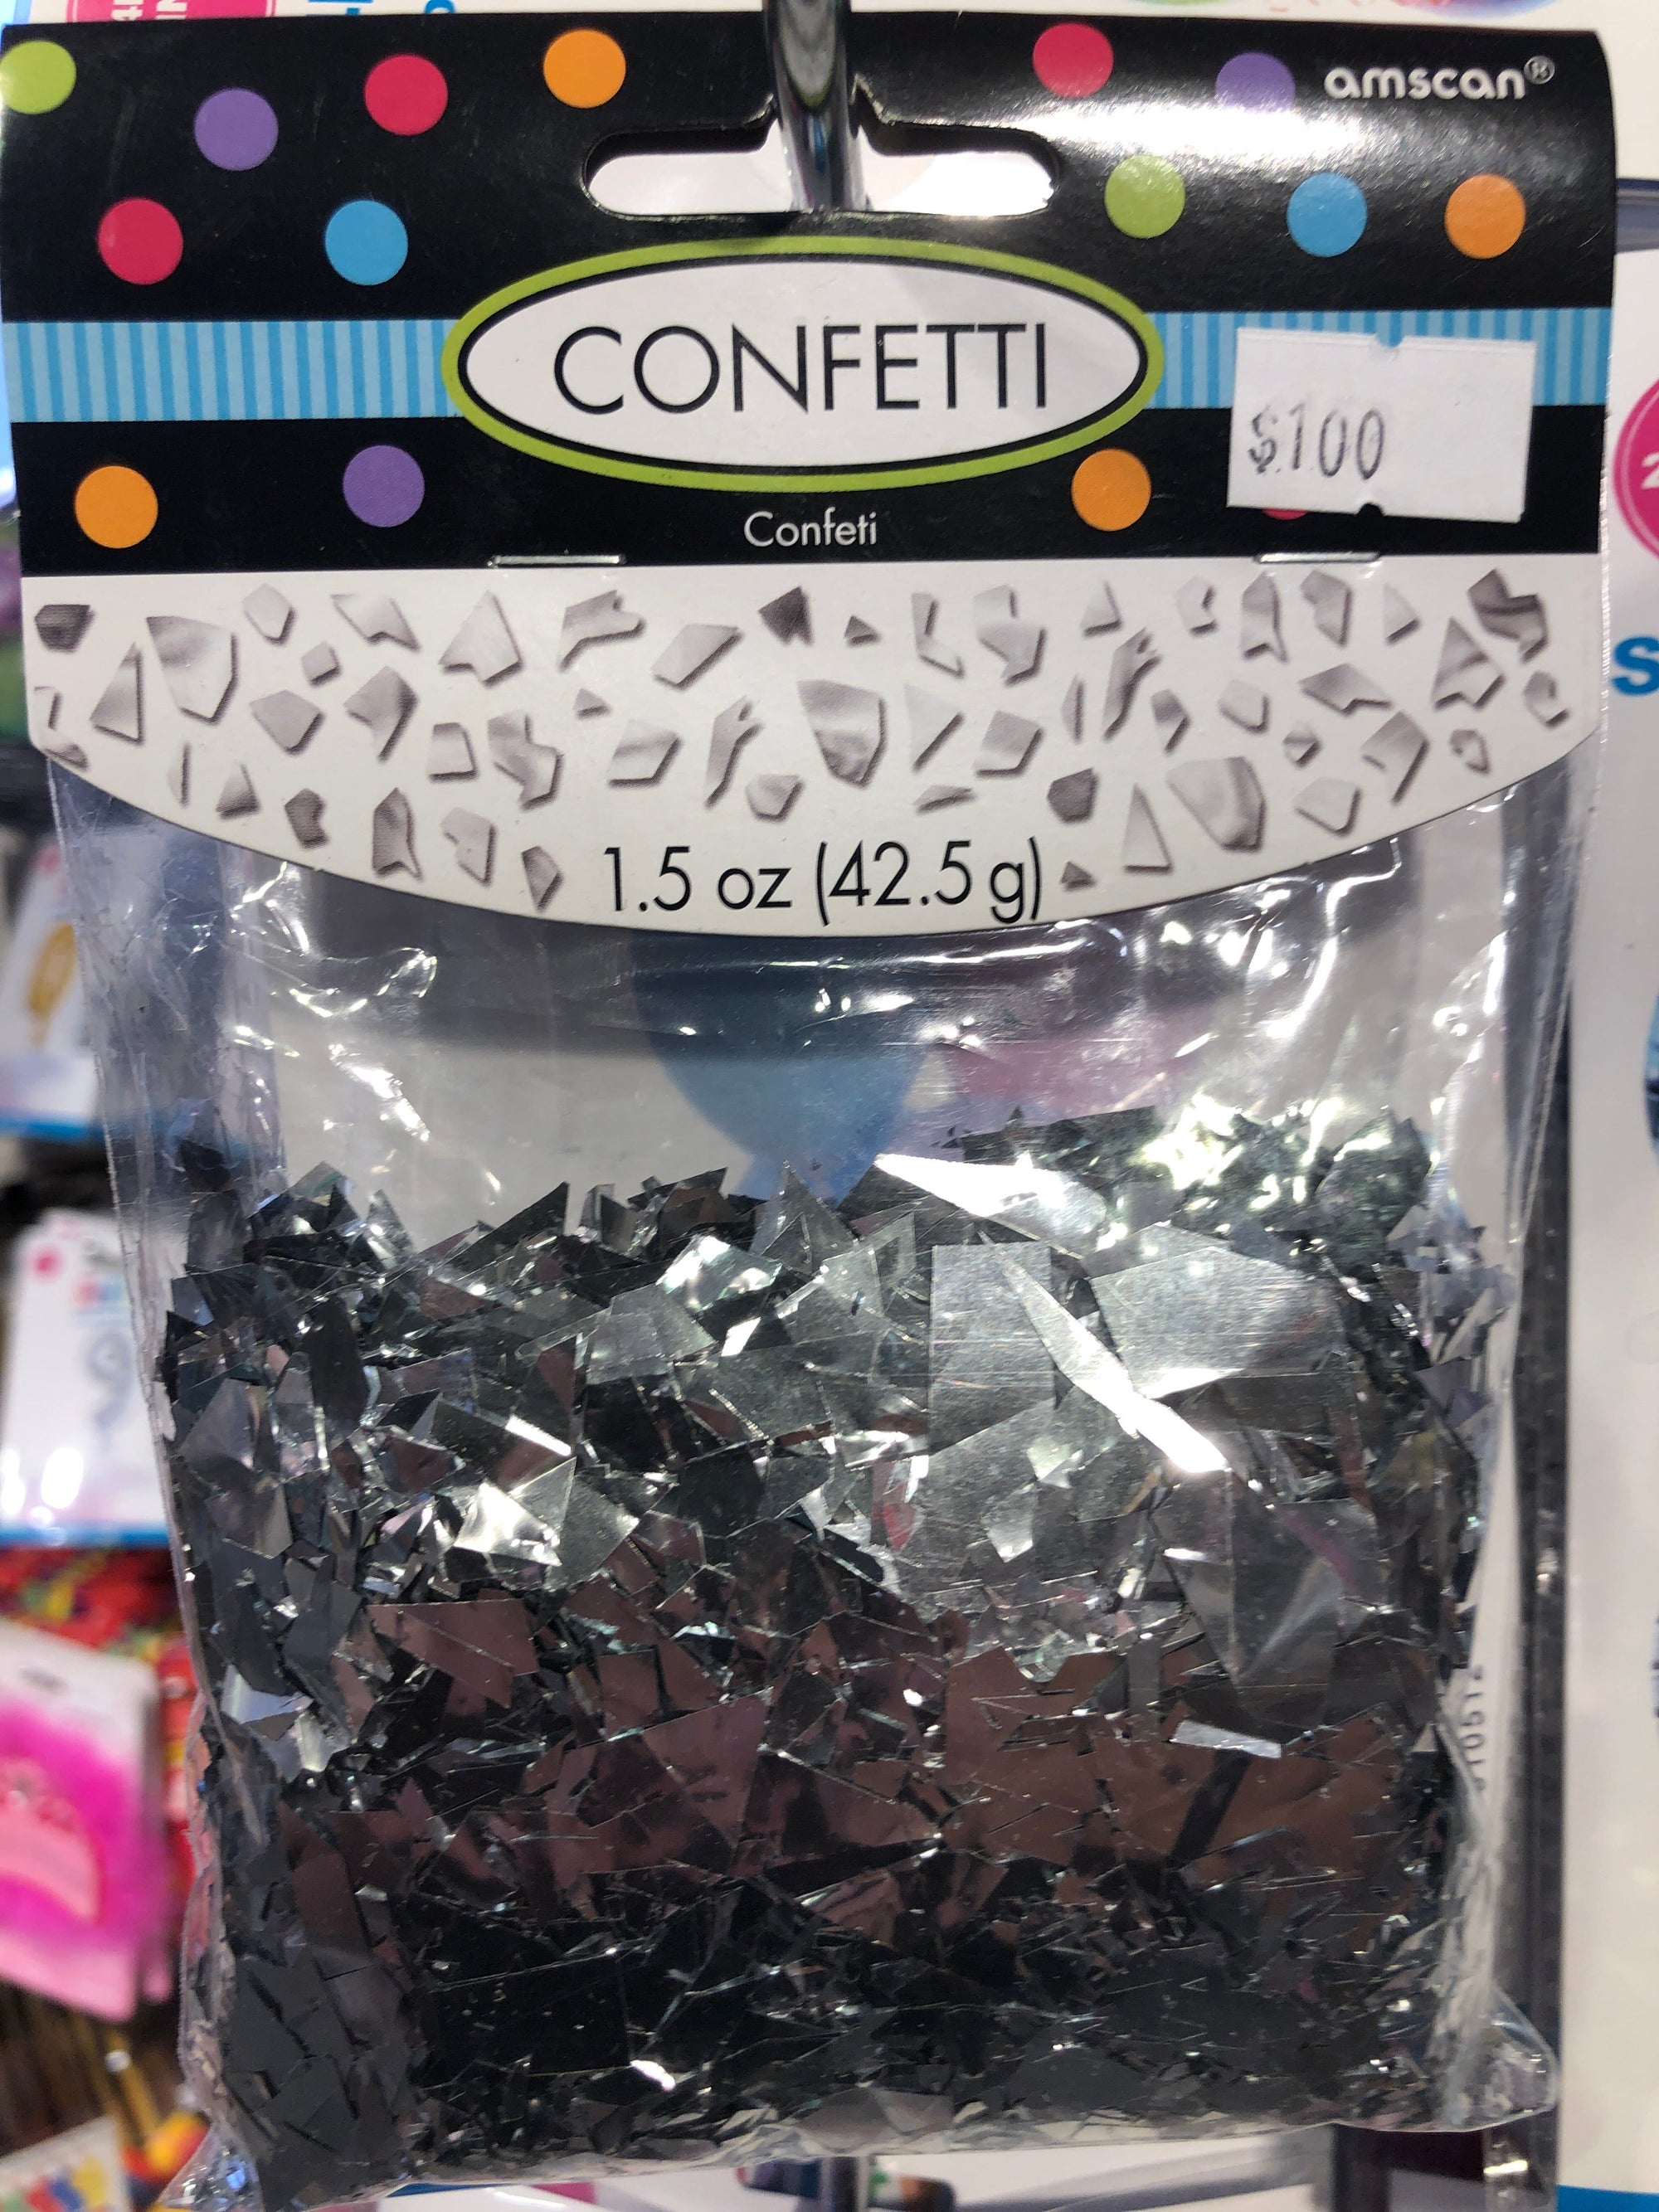 amscan®
CONFETTI
$100
Confeti
1.5 oz (42.5 g)